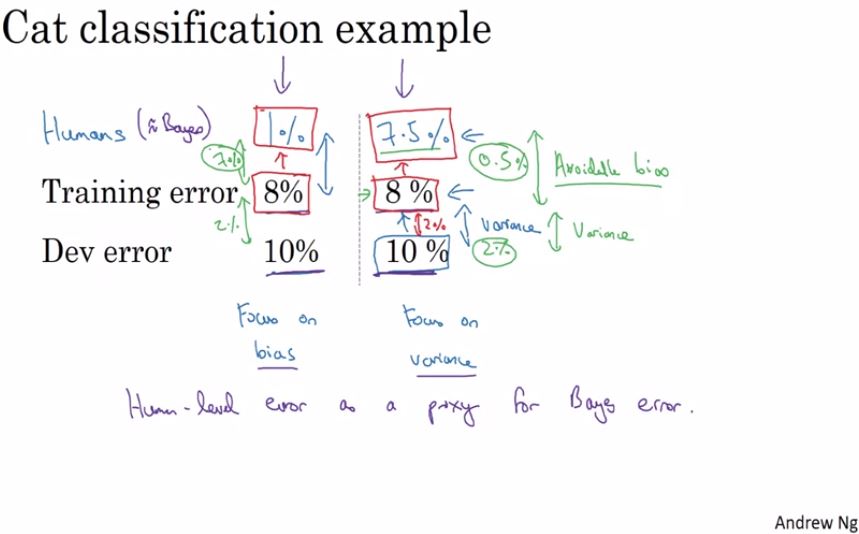 Cat classification example
Humans (≈ Bayes) 1% 7.5%
7% 0.5% Avoidable bias
Training error 8% 8 %
2% 2% Variance Variance
Dev error 10% 10 % 2%
Focus on Focus on
bias variance
Human-level error as a proxy for Bayes error.
Andrew Ng